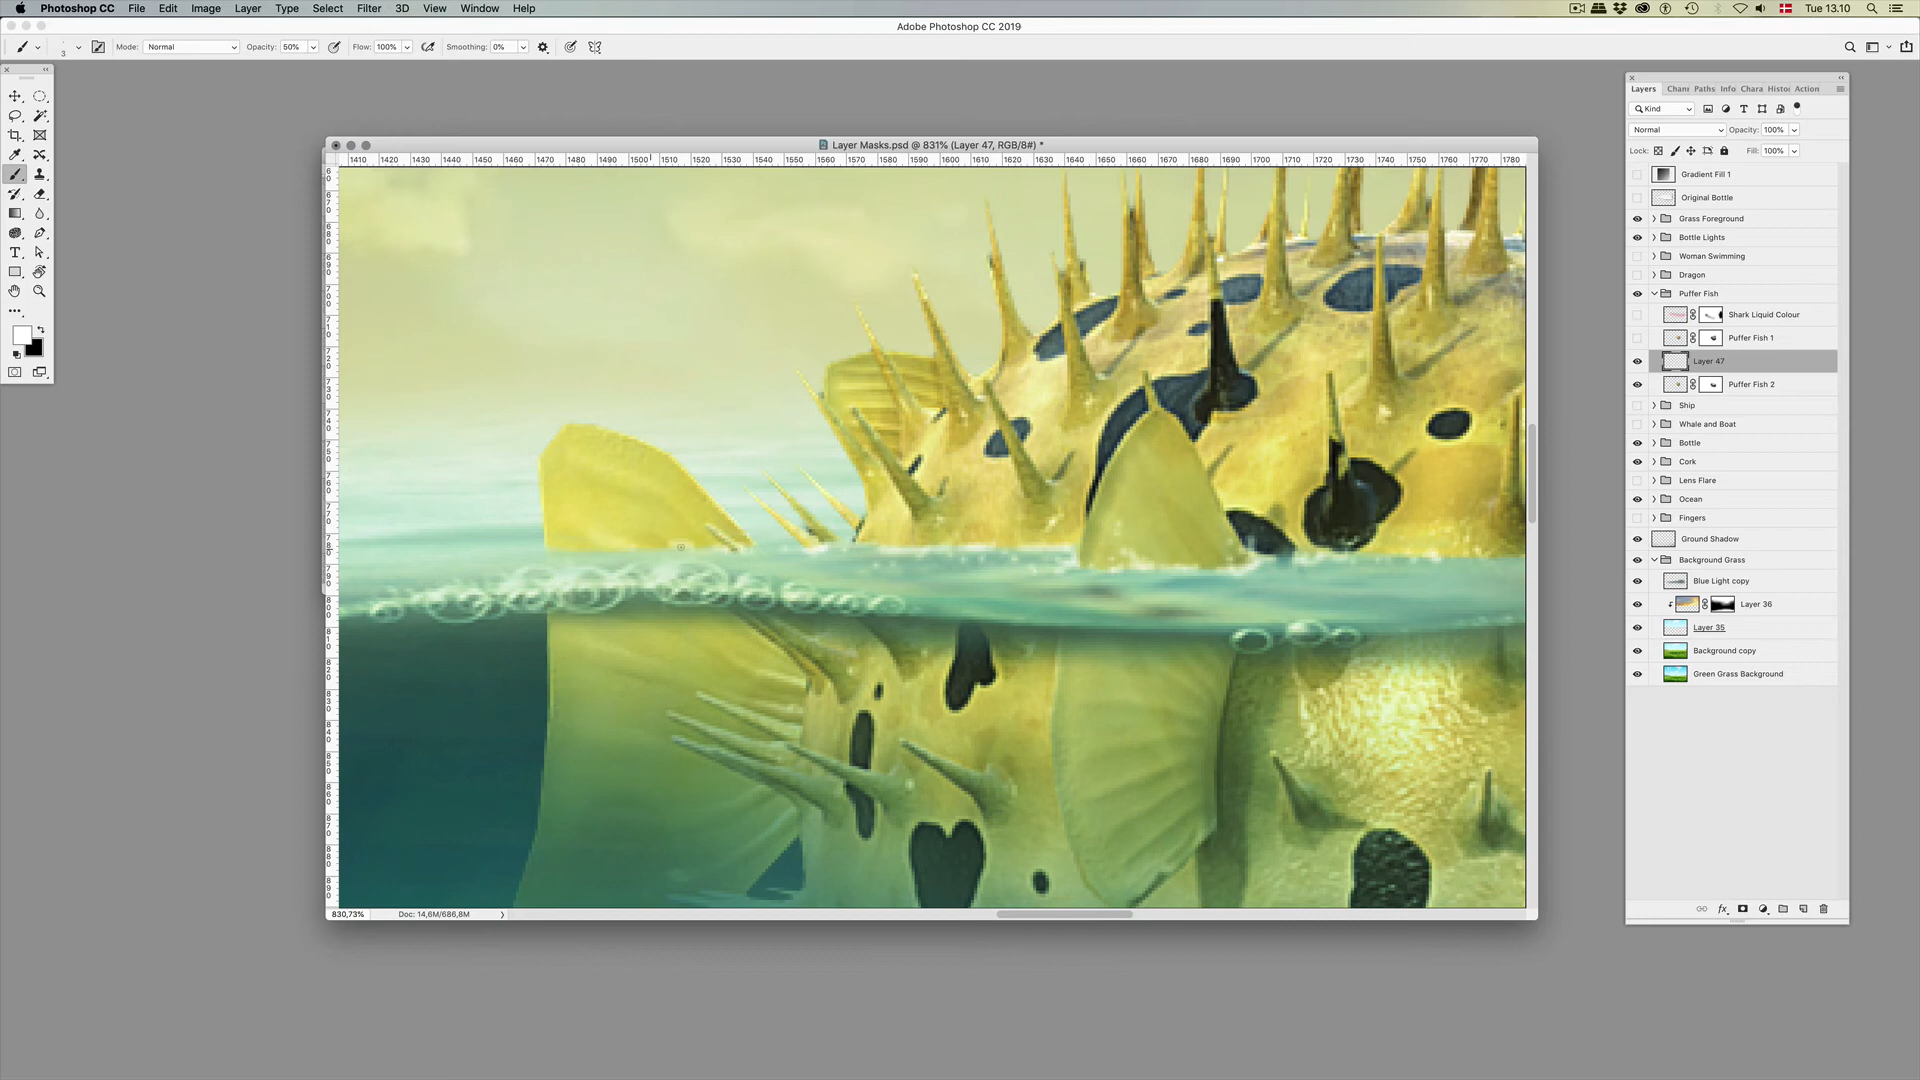 Photoshop CC File Edit Image Layer Type Select Filter 3D View Window Help Tue 13.10
Adobe Photoshop CC 2019
3 Mode: Normal Opacity: 50% Flow: 100% Smoothing: 0%
Layer Masks.psd @ 831% (Layer 47, RGB/8#) *
1410 1420 1430 1440 1450 1460 1470 1480 1490 1500 1510 1520 1530 1540 1550 1560 1570 1580 1590 1600 1610 1620 1630 1640 1650 1660 1670 1680 1690 1700 1710 1720 1730 1740 1750 1760 1770 1780
830,73% Doc: 14,6M/686,8M
Layers Chan Paths Info Chara Histo Action
Kind
Normal Opacity: 100%
Lock: Fill: 100%
Gradient Fill 1
Original Bottle
Grass Foreground
Bottle Lights
Woman Swimming
Dragon
Puffer Fish
Shark Liquid Colour
Puffer Fish 1
Layer 47
Puffer Fish 2
Ship
Whale and Boat
Bottle
Cork
Lens Flare
Ocean
Fingers
Ground Shadow
Background Grass
Blue Light copy
Layer 36
Layer 35
Background copy
Green Grass Background